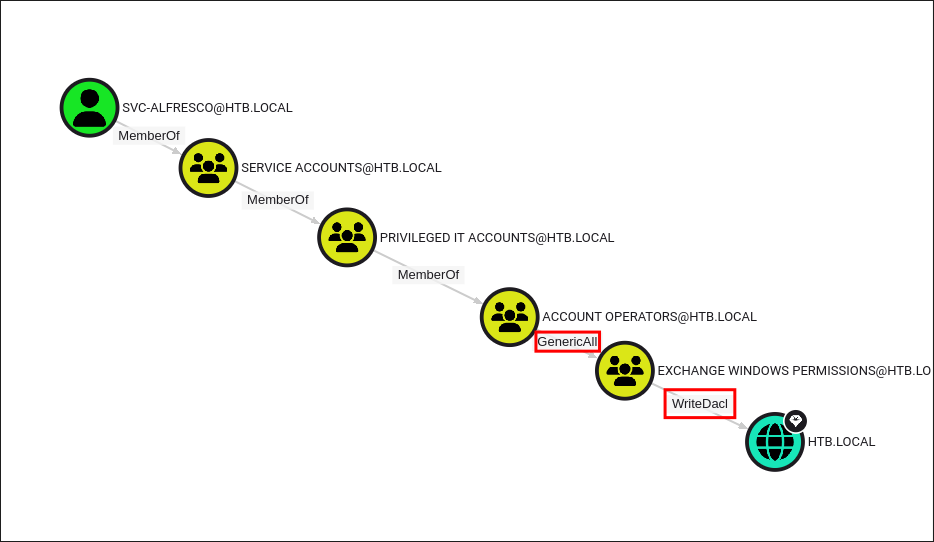 SVC-ALFRESCO@HTB.LOCAL
MemberOf
SERVICE ACCOUNTS@HTB.LOCAL
MemberOf
PRIVILEGED IT ACCOUNTS@HTB.LOCAL
MemberOf
ACCOUNT OPERATORS@HTB.LOCAL
GenericAll
EXCHANGE WINDOWS PERMISSIONS@HTB.LO
WriteDacl
HTB.LOCAL